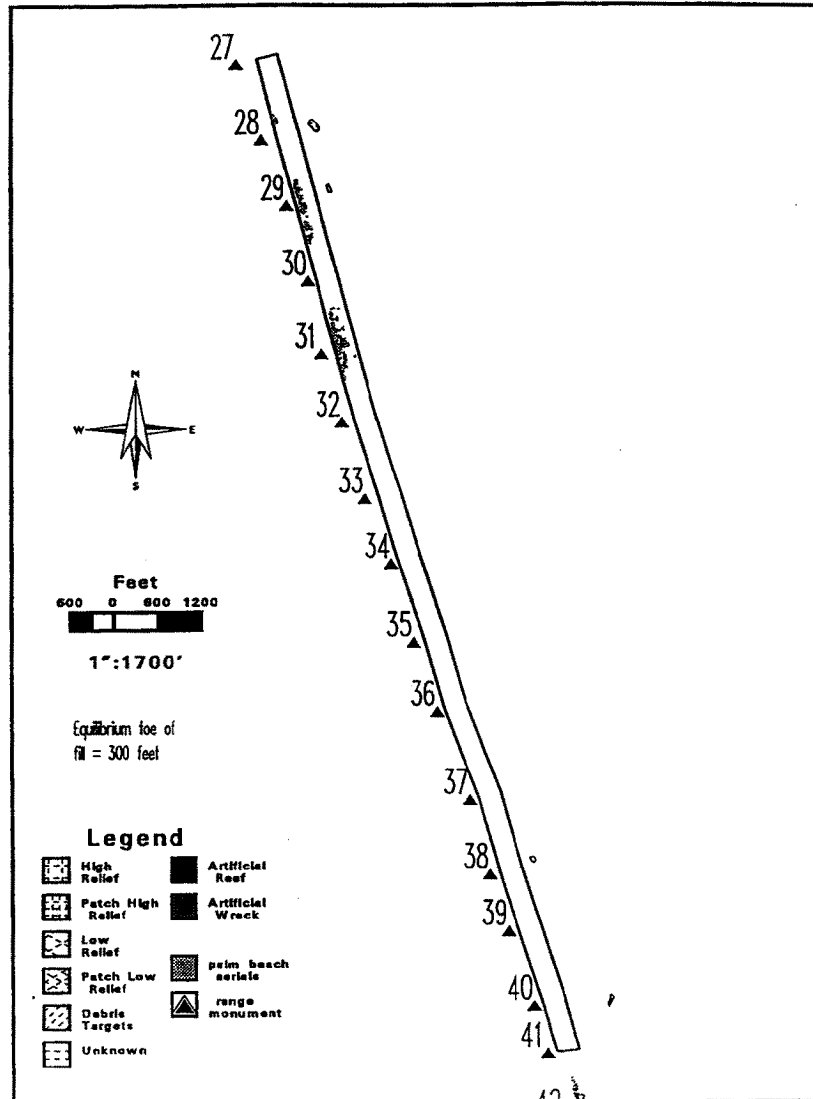 27
28
29
30
31
N
W E
S
32
33
34
Feet
600 0 600 1200
1":1700'
35
36
Equilibrium toe of
fill = 300 feet
37
Legend
High
Relief
Patch High
Relief
Low
Relief
Patch Low
Relief
Debris
Targets
Unknown
Artificial
Reef
Artificial
Wreck
palm beach
aerials
range
monument
38
39
40
41
42